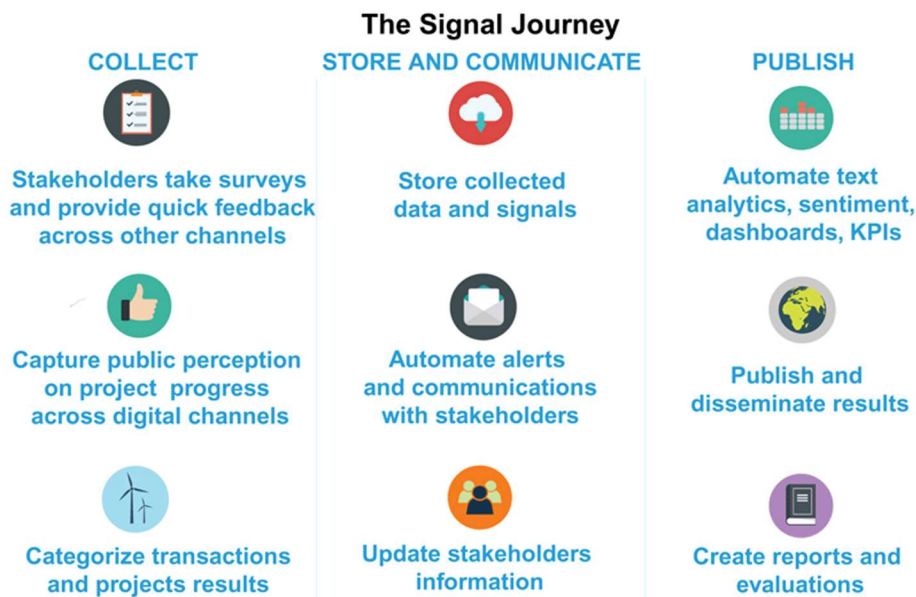 The Signal Journey
COLLECT
Stakeholders take surveys
and provide quick feedback
across other channels
Capture public perception
on project progress
across digital channels
Categorize transactions
and projects results
STORE AND COMMUNICATE
Store collected
data and signals
Automate alerts
and communications
with stakeholders
Update stakeholders
information
PUBLISH
Automate text
analytics, sentiment,
dashboards, KPIs
Publish and
disseminate results
Create reports and
evaluations